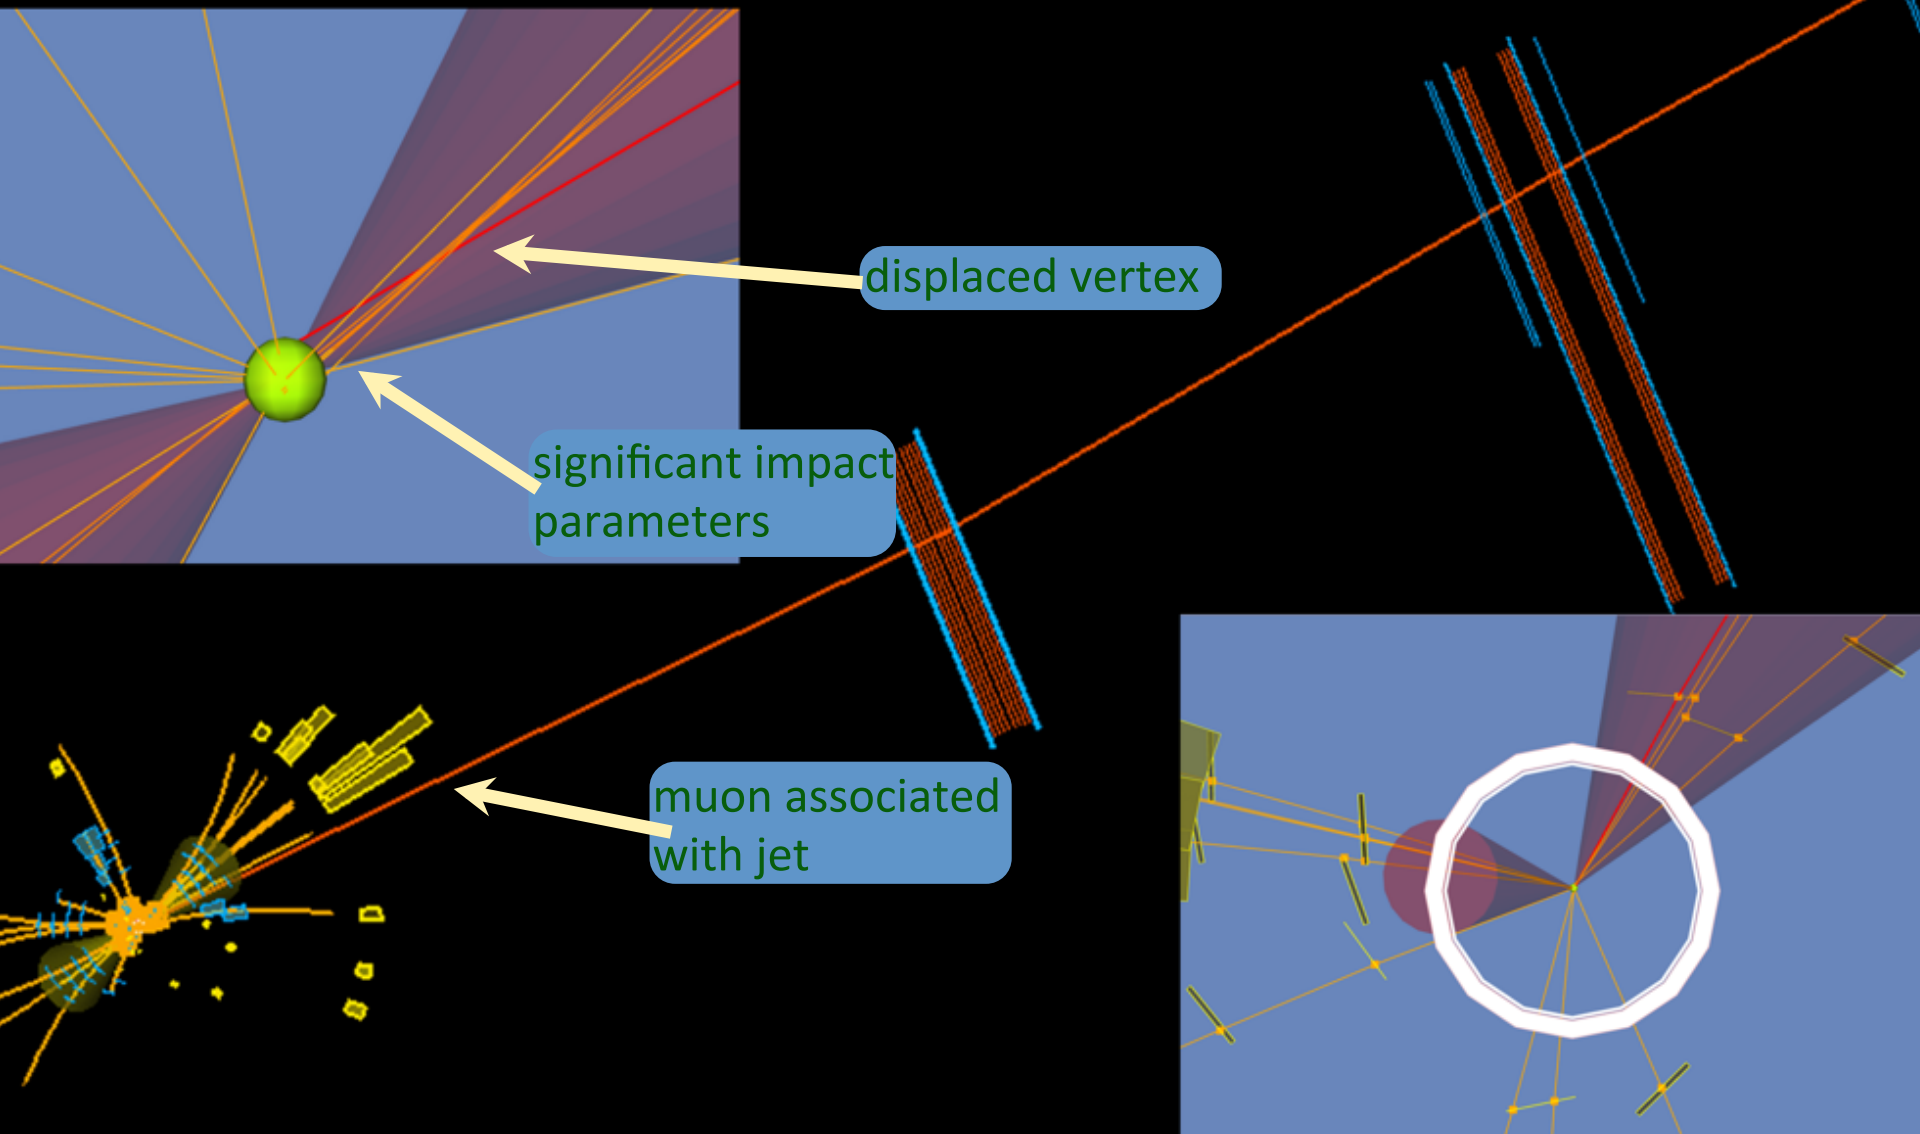 displaced vertex
significant impact
parameters
muon associated
with jet